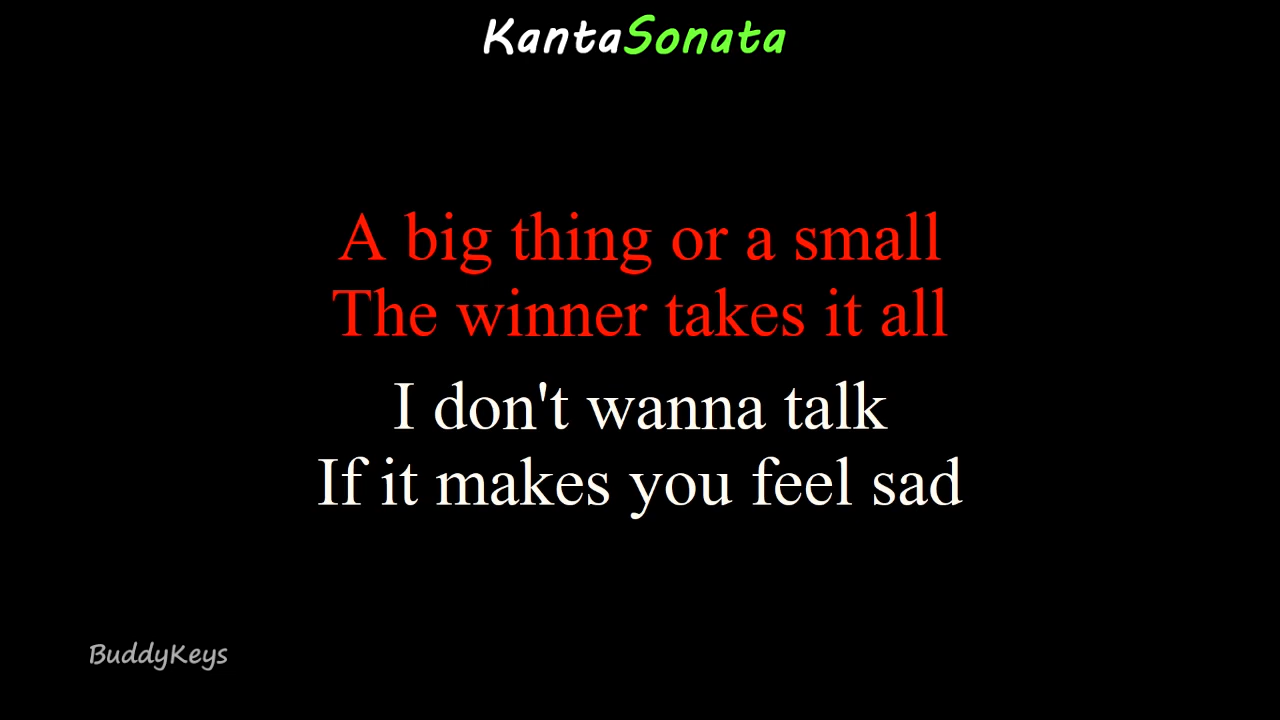 KantaSonata
A big thing or a small
The winner takes it all
I don't wanna talk
If it makes you feel sad
BuddyKeys